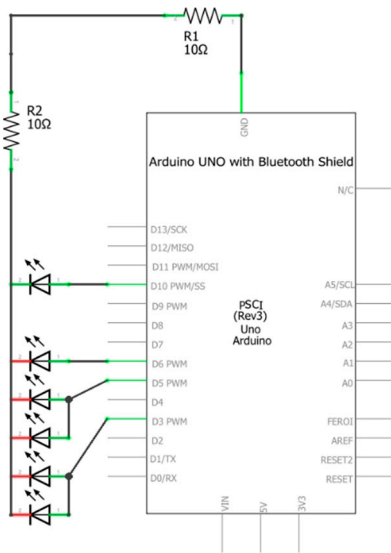 R1
10Ω
R2
10Ω
GND
Arduino UNO with Bluetooth Shield
N/C
D13/SCK
D12/MISO
D11 PWM/MOSI
D10 PWM/SS
D9 PWM
D8
D7
D6 PWM
D5 PWM
D4
D3 PWM
D2
D1/TX
D0/RX
PSCI
(Rev3)
Uno
Arduino
A5/SCL
A4/SDA
A3
A2
A1
A0
FEROI
AREF
RESET2
RESET
VIN
5V
3V3